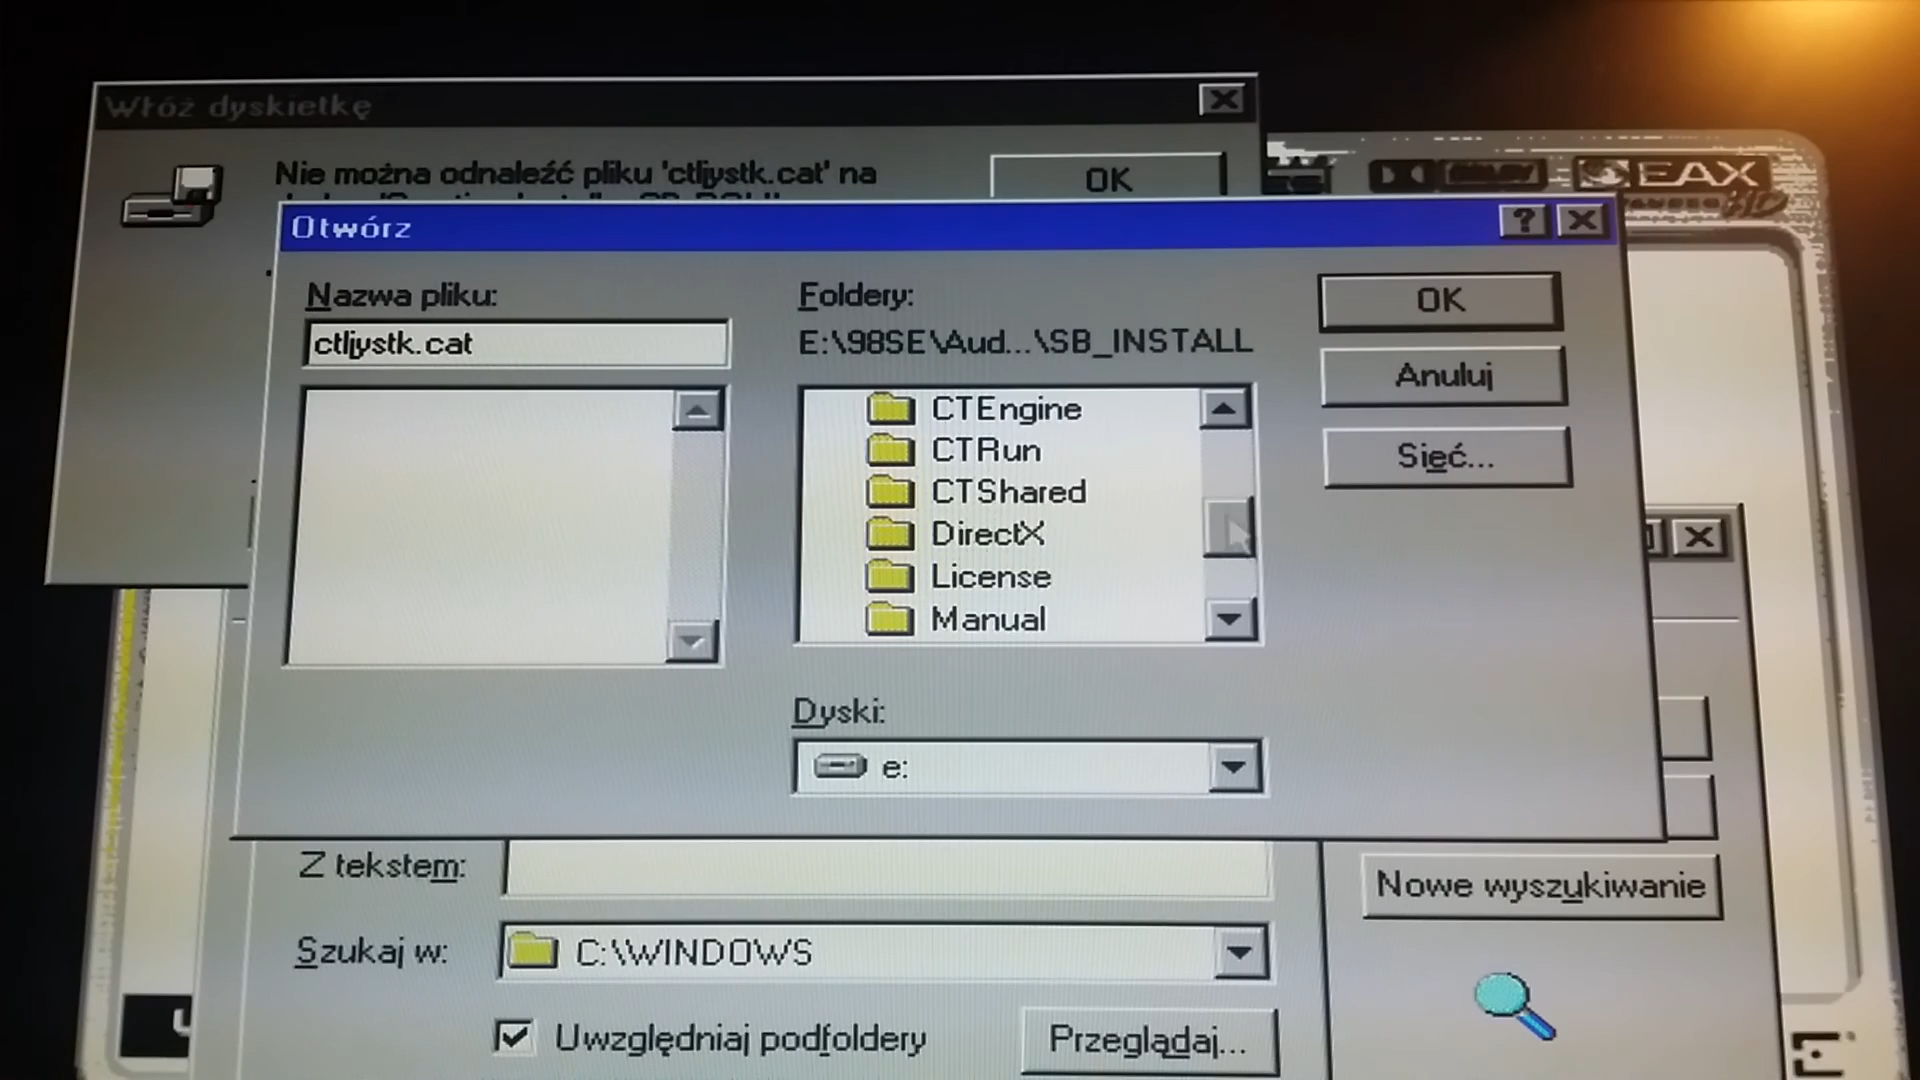 Włóż dyskietkę
Nie można odnaleźć pliku 'ctljystk.cat' na
OK
EAX
Otwórz
Nazwa pliku:
ctljystk.cat
Foldery:
E:\98SE\Aud...\SB_INSTALL
CTEngine
CTRun
CTShared
DirectX
License
Manual
OK
Anuluj
Sieć...
Dyski:
e:
Z tekstem:
Szukaj w:
C:\WINDOWS
Uwzględniaj podfoldery
Przeglądaj...
Nowe wyszukiwanie